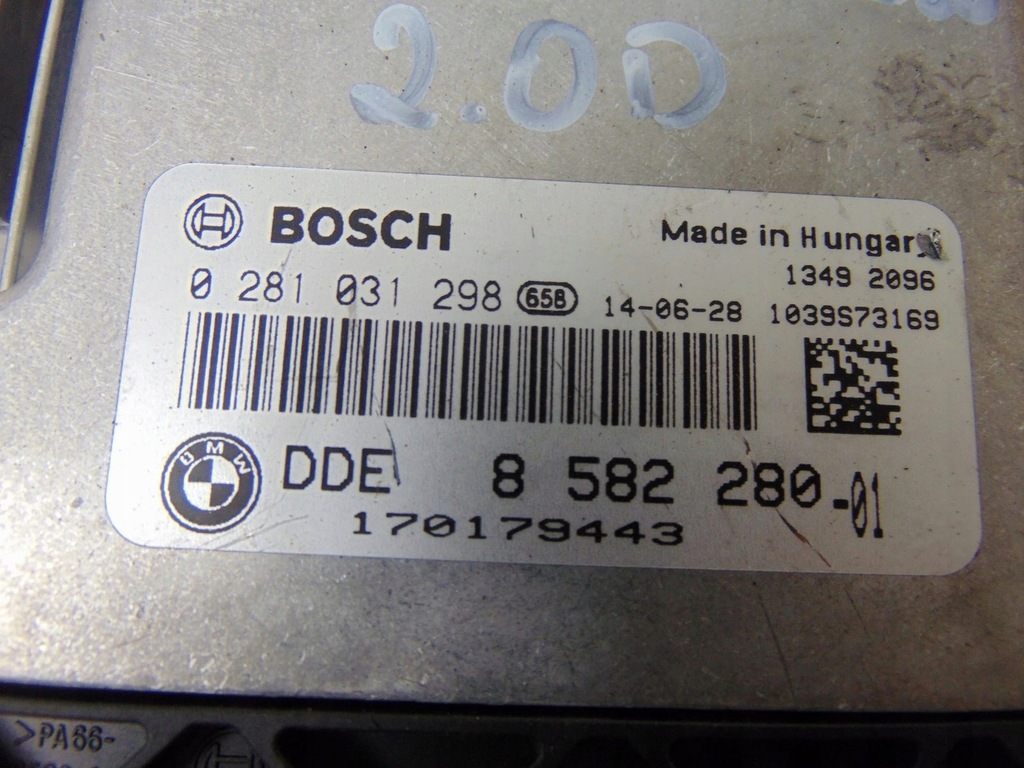 2.0D
BOSCH
Made in Hungary
1349 2096
0 281 031 298 65B 14-06-28 1039S73169
BMW
DDE 8 582 280-01
170179443
>PA66-